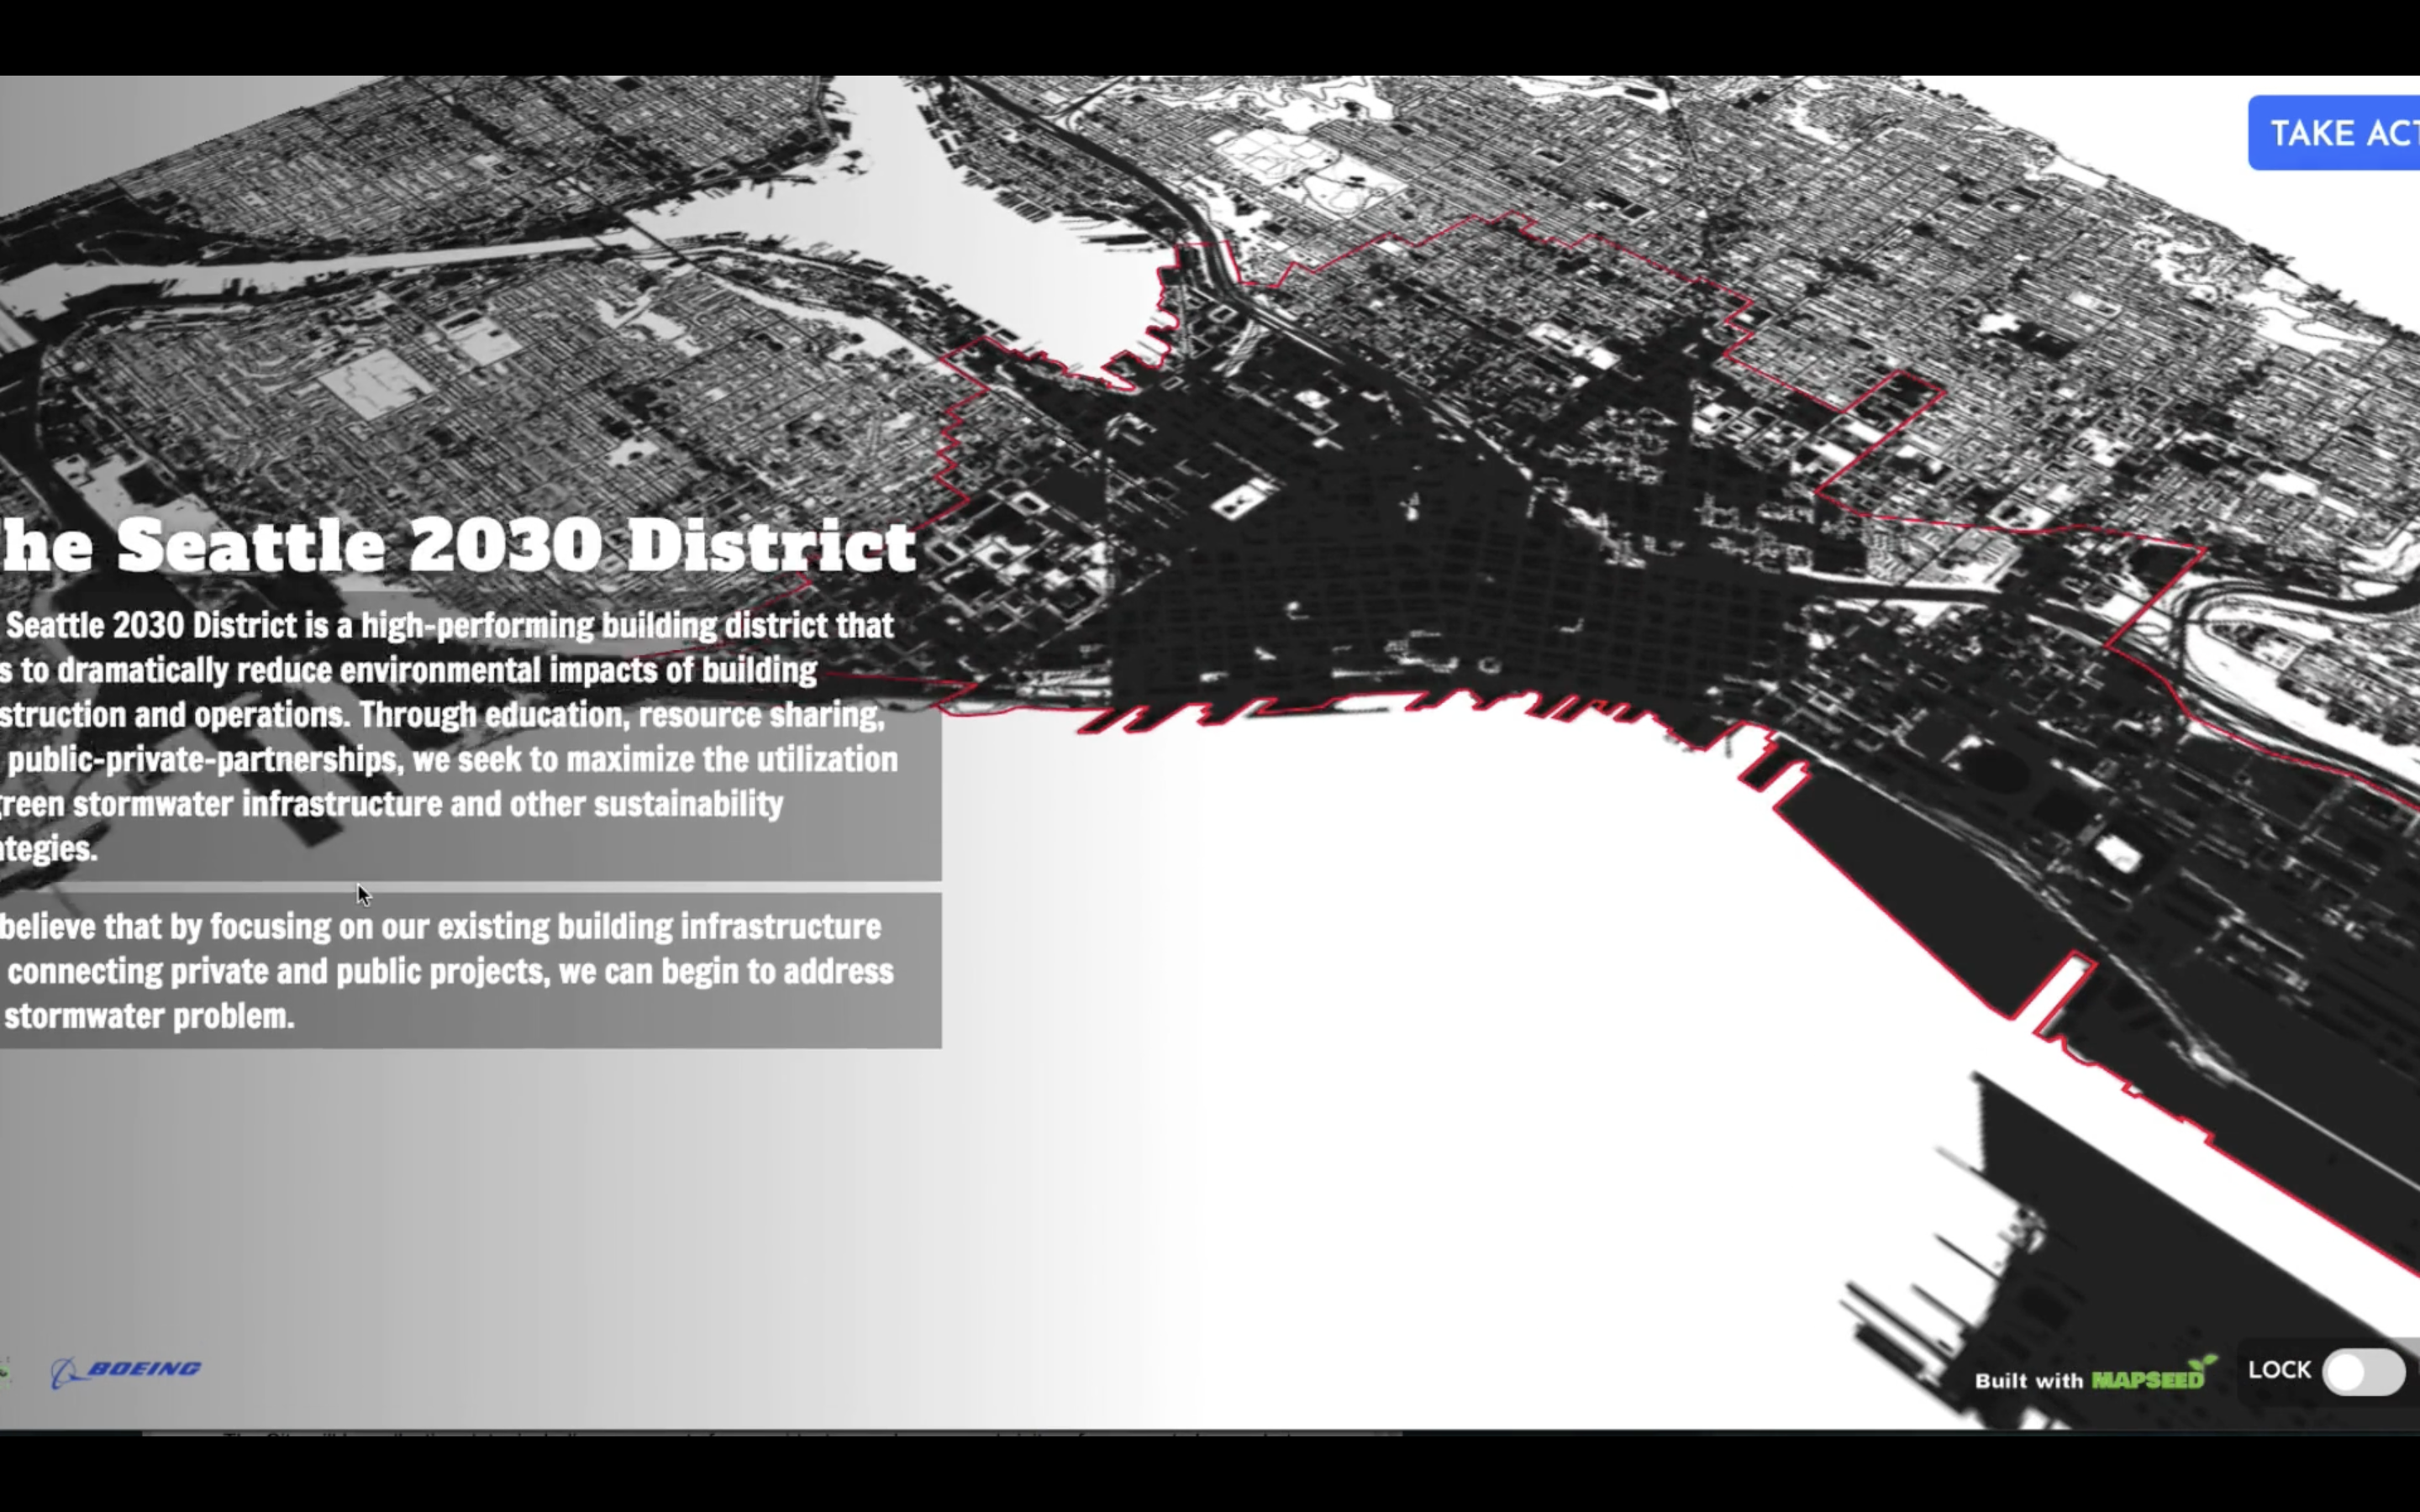 TAKE ACT
he Seattle 2030 District
Seattle 2030 District is a high-performing building district that
s to dramatically reduce environmental impacts of building
struction and operations. Through education, resource sharing,
public-private-partnerships, we seek to maximize the utilization
reen stormwater infrastructure and other sustainability
tegies.
believe that by focusing on our existing building infrastructure
connecting private and public projects, we can begin to address
stormwater problem.
BOEING
Built with MAPSEED
LOCK